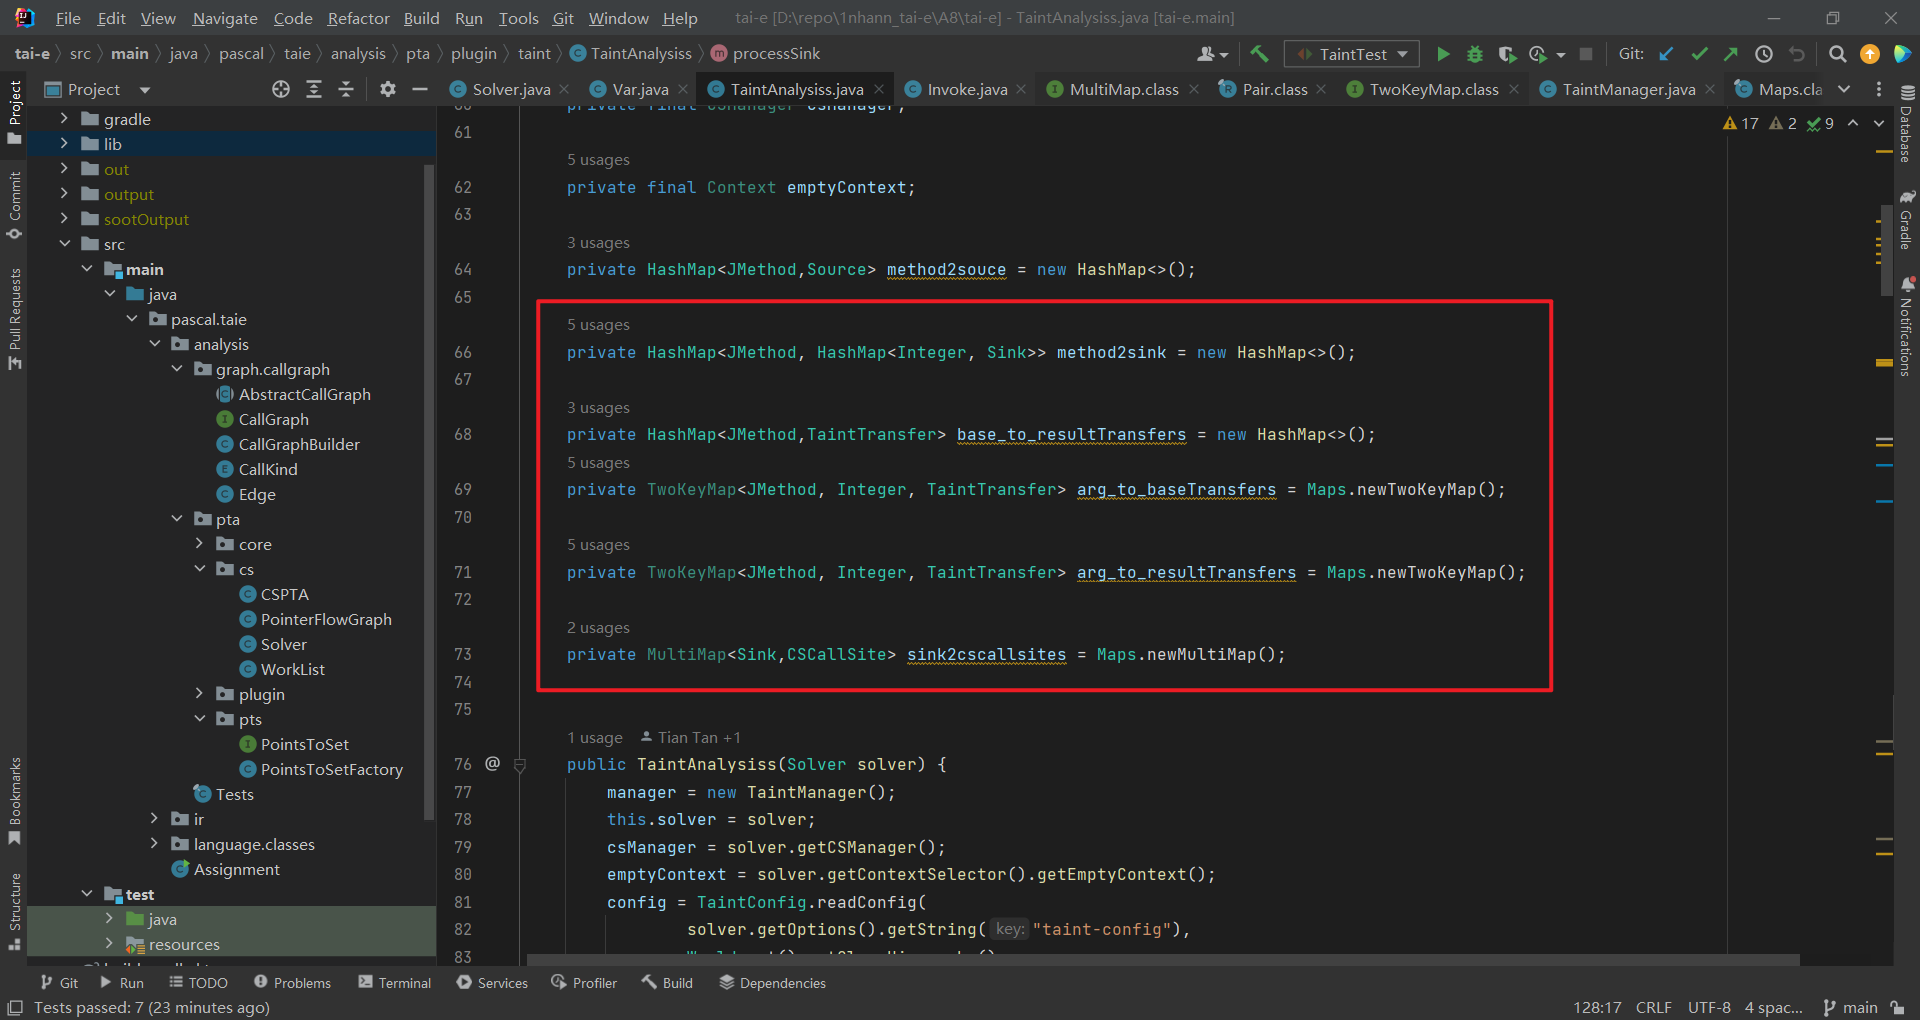 File Edit View Navigate Code Refactor Build Run Tools Git Window Help tai-e [D:\repo\1nhann_tai-e\A8\tai-e] - TaintAnalysiss.java [tai-e.main]
tai-e src main java pascal taie analysis pta plugin taint TaintAnalysiss processSink TaintTest Git:
Project Solver.java Var.java TaintAnalysiss.java Invoke.java MultiMap.class Pair.class TwoKeyMap.class TaintManager.java Maps.cla
17 2 9
Project
Commit
Pull Requests
Bookmarks
Structure
gradle
lib
out
output
sootOutput
src
main
java
pascal.taie
analysis
graph.callgraph
AbstractCallGraph
CallGraph
CallGraphBuilder
CallKind
Edge
pta
core
cs
CSPTA
PointerFlowGraph
Solver
WorkList
plugin
pts
PointsToSet
PointsToSetFactory
Tests
ir
language.classes
Assignment
test
java
resources
61
5 usages
62 private final Context emptyContext;
63
3 usages
64 private HashMap<JMethod,Source> method2souce = new HashMap<>();
65
5 usages
66 private HashMap<JMethod, HashMap<Integer, Sink>> method2sink = new HashMap<>();
67
3 usages
68 private HashMap<JMethod,TaintTransfer> base_to_resultTransfers = new HashMap<>();
5 usages
69 private TwoKeyMap<JMethod, Integer, TaintTransfer> arg_to_baseTransfers = Maps.newTwoKeyMap();
70
5 usages
71 private TwoKeyMap<JMethod, Integer, TaintTransfer> arg_to_resultTransfers = Maps.newTwoKeyMap();
72
2 usages
73 private MultiMap<Sink,CSCallSite> sink2cscallsites = Maps.newMultiMap();
74
75
1 usage Tian Tan +1
76 @ public TaintAnalysiss(Solver solver) {
77 manager = new TaintManager();
78 this.solver = solver;
79 csManager = solver.getCSManager();
80 emptyContext = solver.getContextSelector().getEmptyContext();
81 config = TaintConfig.readConfig(
82 solver.getOptions().getString( key: "taint-config"),
83
Database
Gradle
Notifications
Git Run TODO Problems Terminal Services Profiler Build Dependencies
Tests passed: 7 (23 minutes ago) 128:17 CRLF UTF-8 4 spac... main